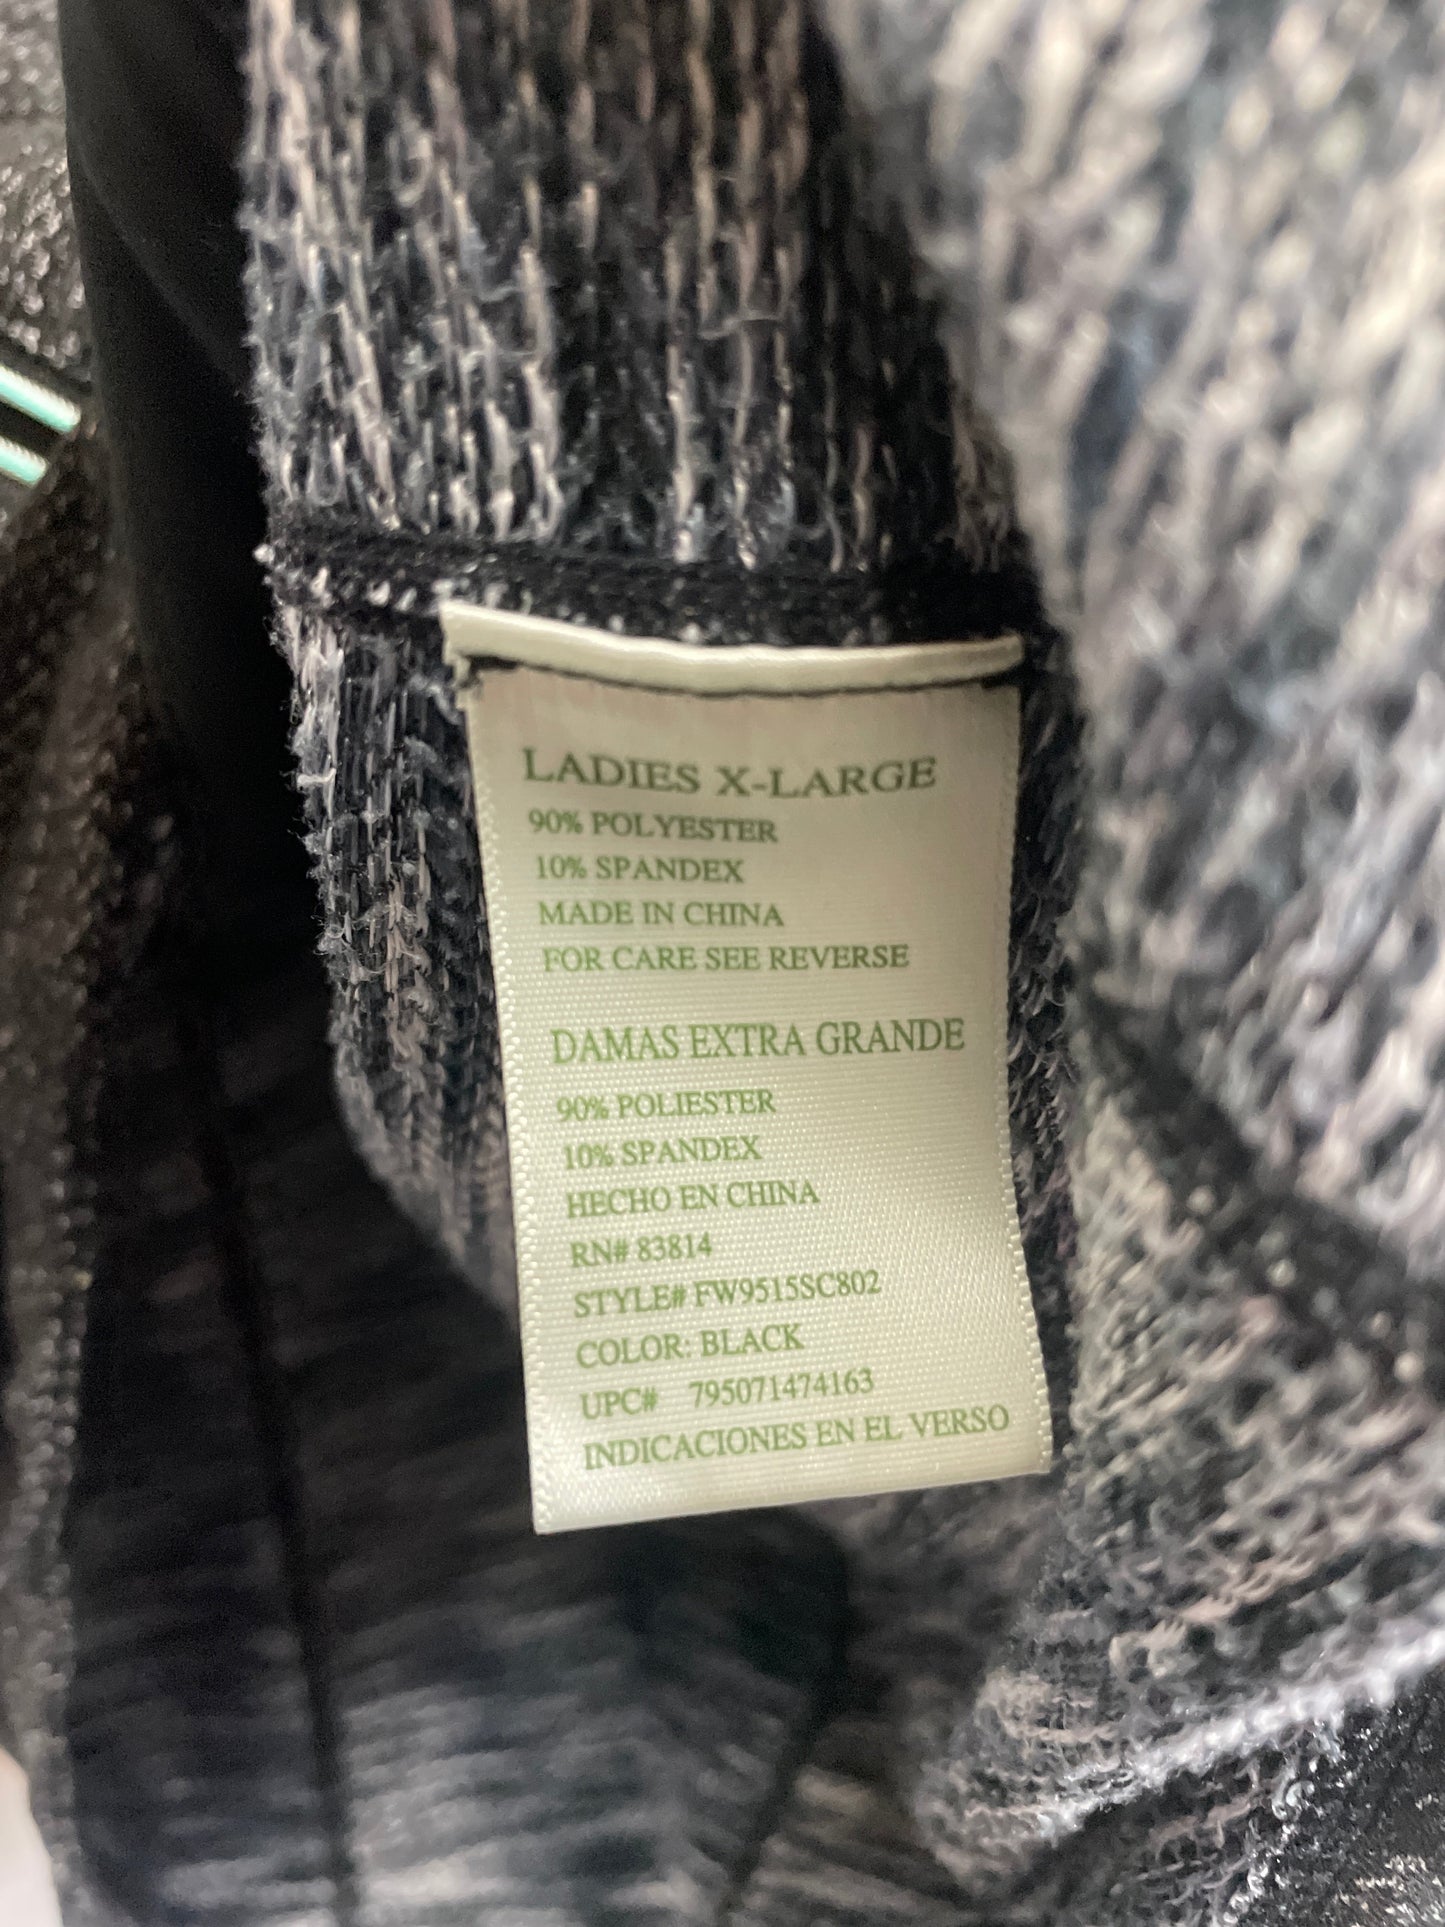 LADIES X-LARGE
90% POLYESTER
10% SPANDEX
MADE IN CHINA
FOR CARE SEE REVERSE
DAMAS EXTRA GRANDE
90% POLIESTER
10% SPANDEX
HECHO EN CHINA
RN# 83814
STYLE# FW9515SC802
COLOR: BLACK
UPC# 795071474163
INDICACIONES EN EL VERSO